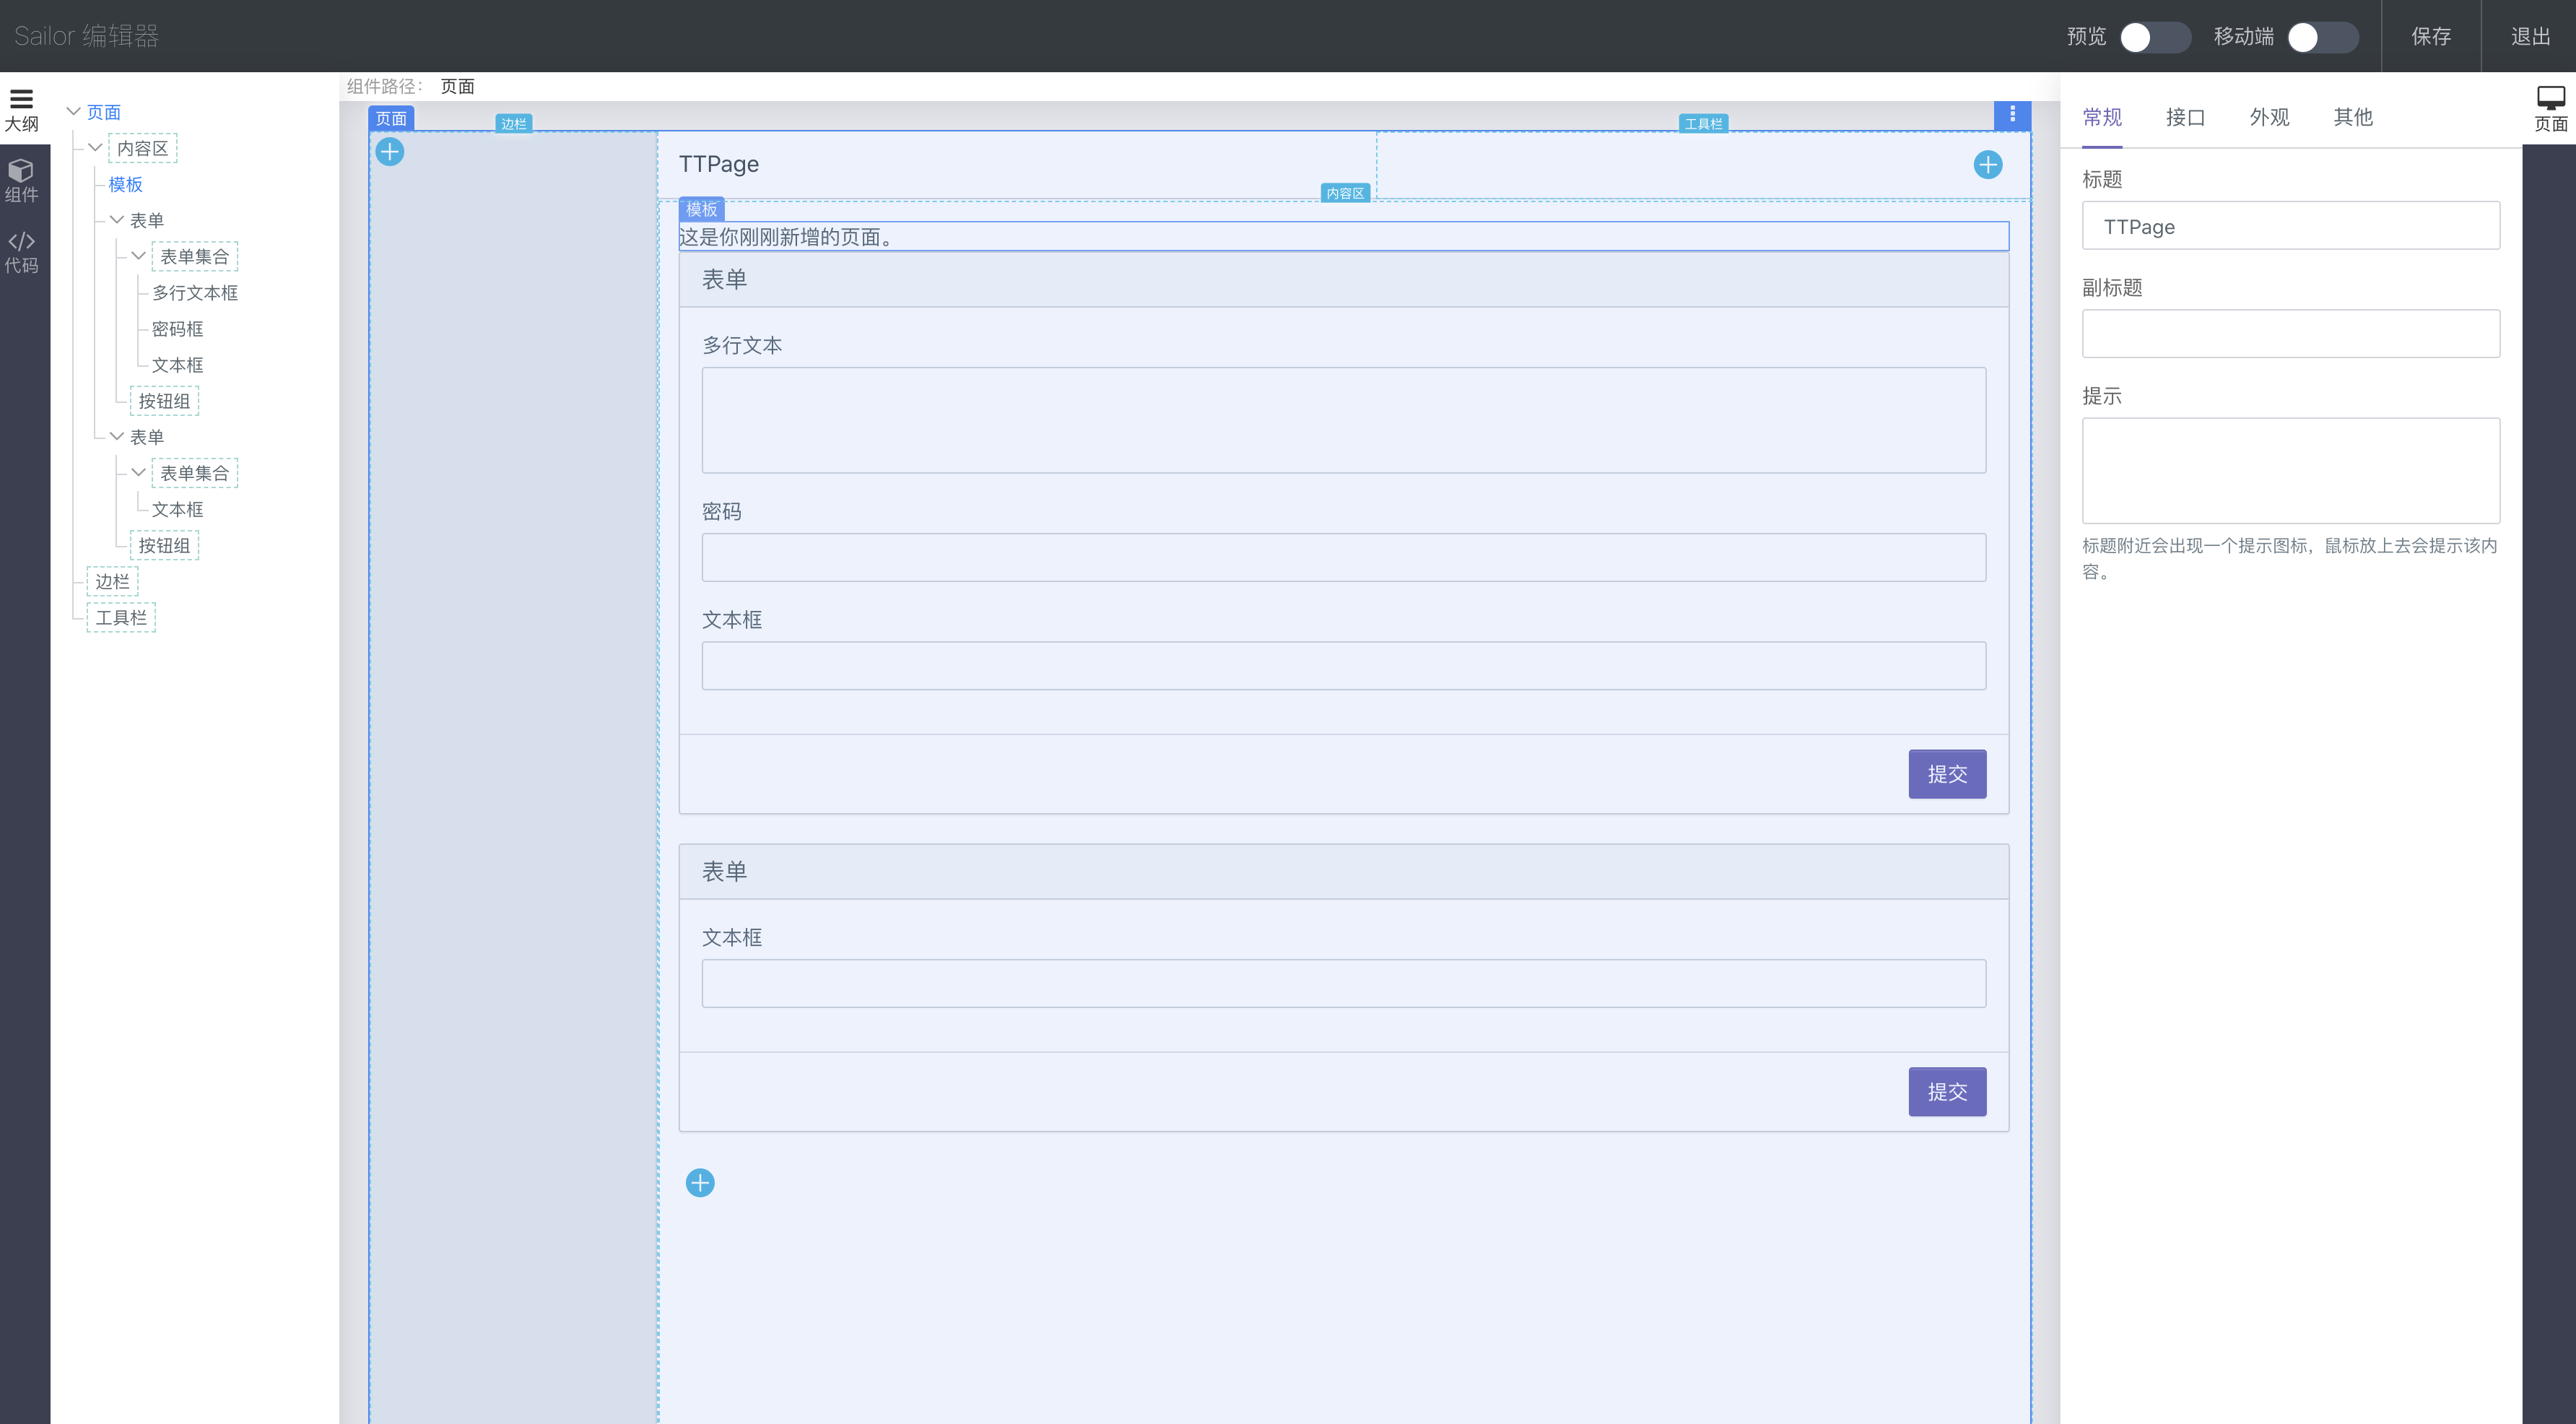 Sailor 编辑器
预览
移动端
保存
退出
大纲
组件
代码
页面
内容区
模板
表单
表单集合
多行文本框
密码框
文本框
按钮组
表单
表单集合
文本框
按钮组
边栏
工具栏
组件路径： 页面
页面
边栏
工具栏
TTPage
内容区
模板
这是你刚刚新增的页面。
表单
多行文本
密码
文本框
提交
表单
文本框
提交
常规 接口 外观 其他
标题
TTPage
副标题
提示
标题附近会出现一个提示图标，鼠标放上去会提示该内
容。
页面